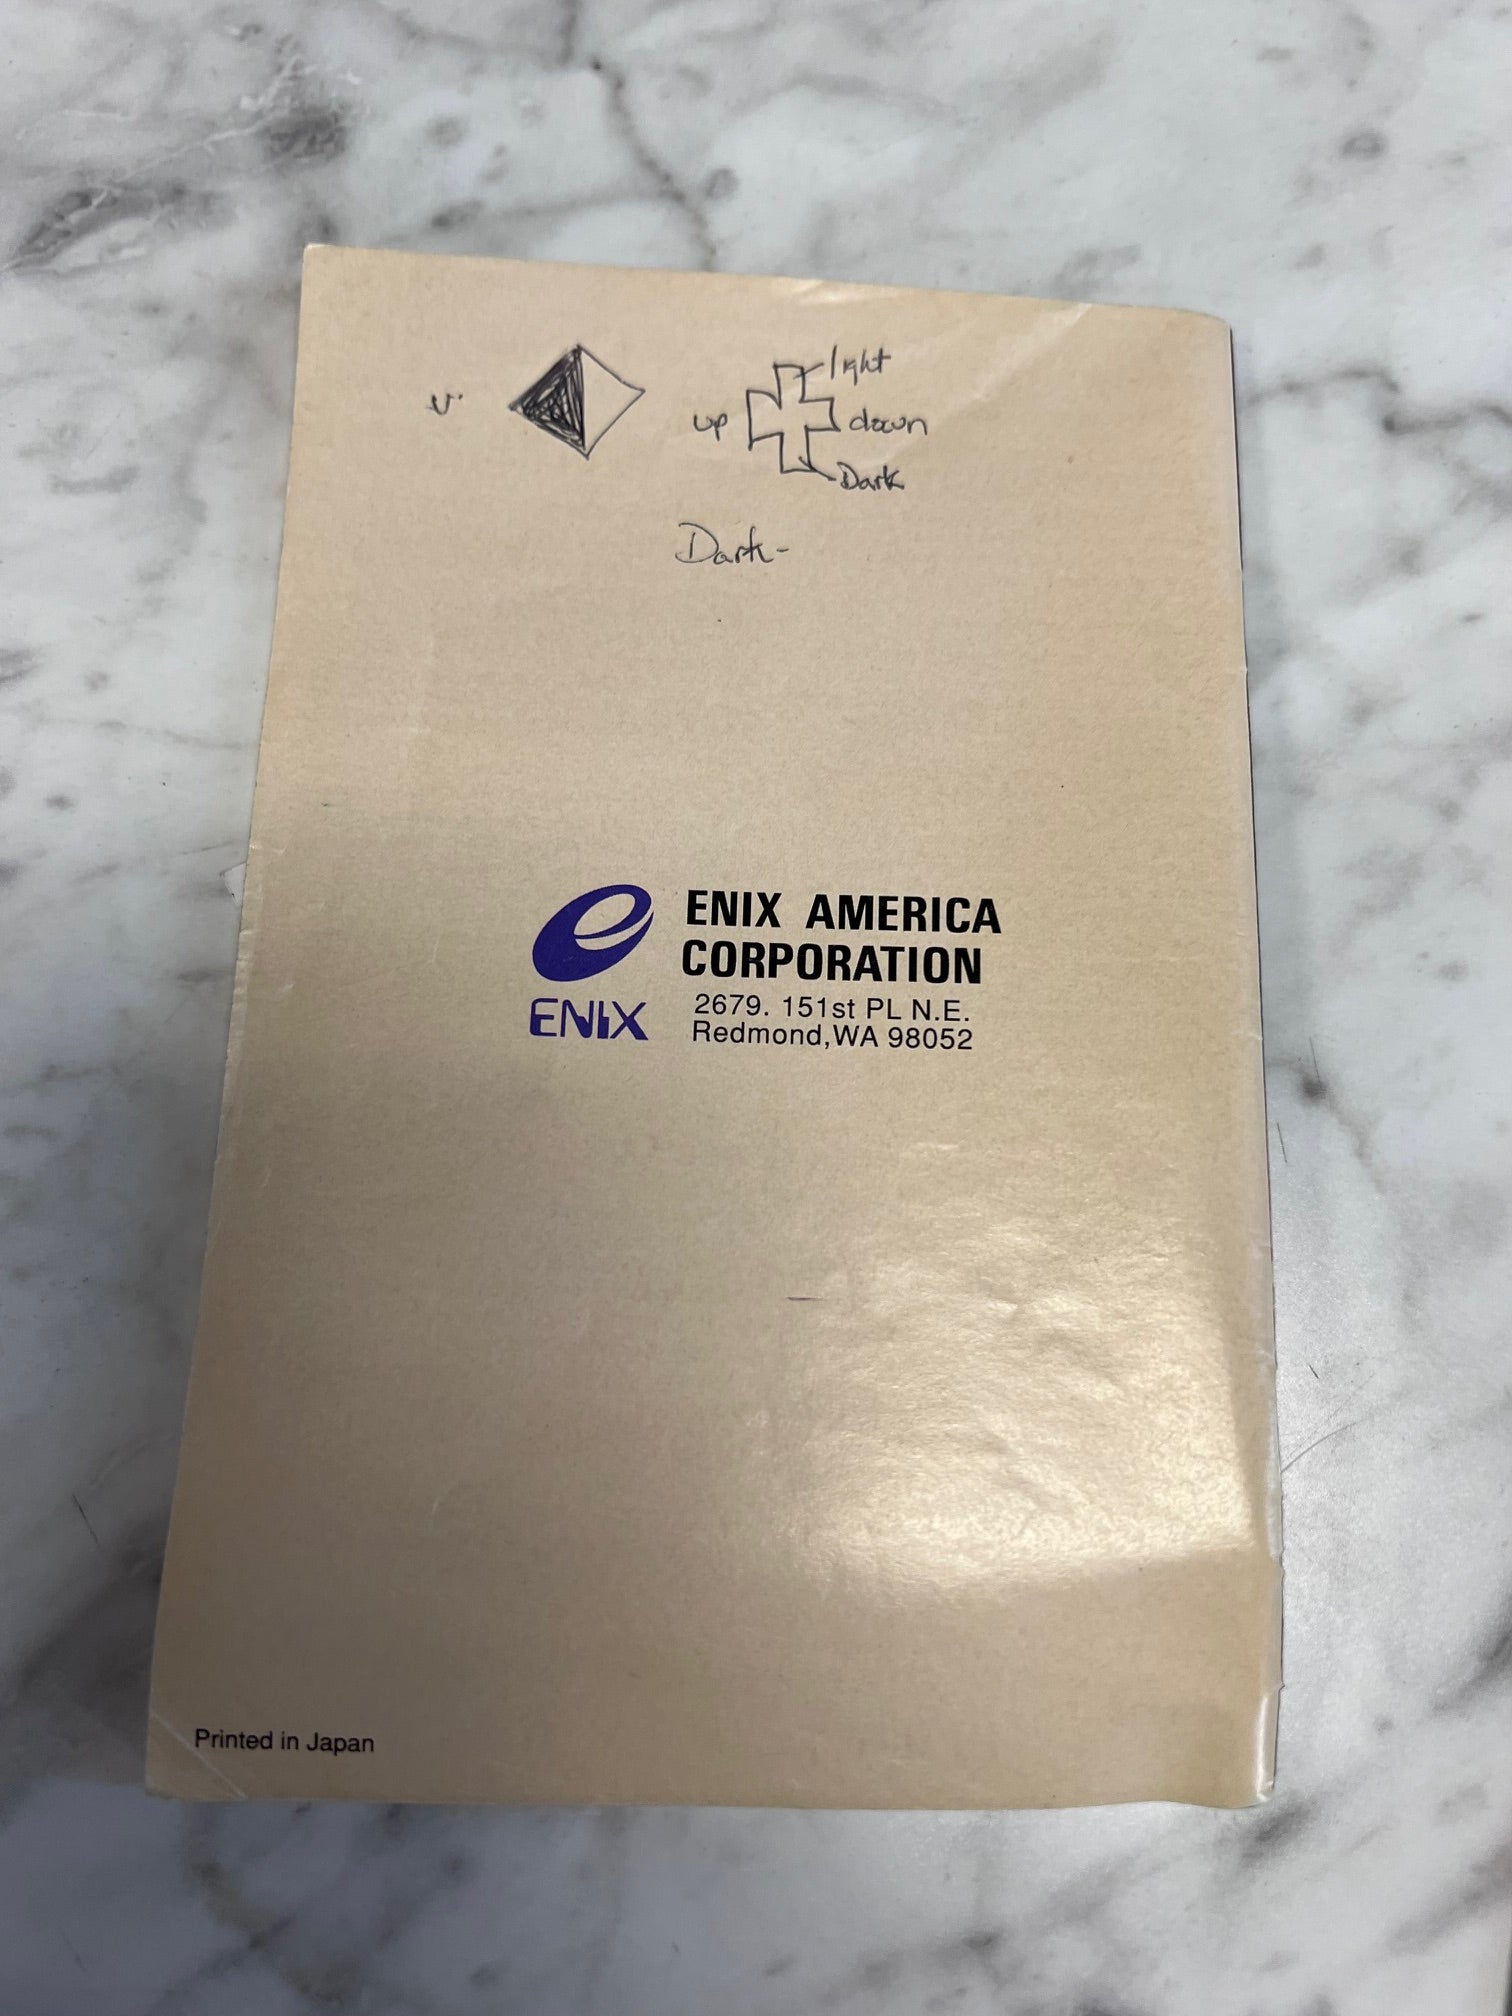 light
up
down
Dark
Dark-
ENIX AMERICA
CORPORATION
ENIX
2679. 151st PL N.E.
Redmond,WA 98052
Printed in Japan